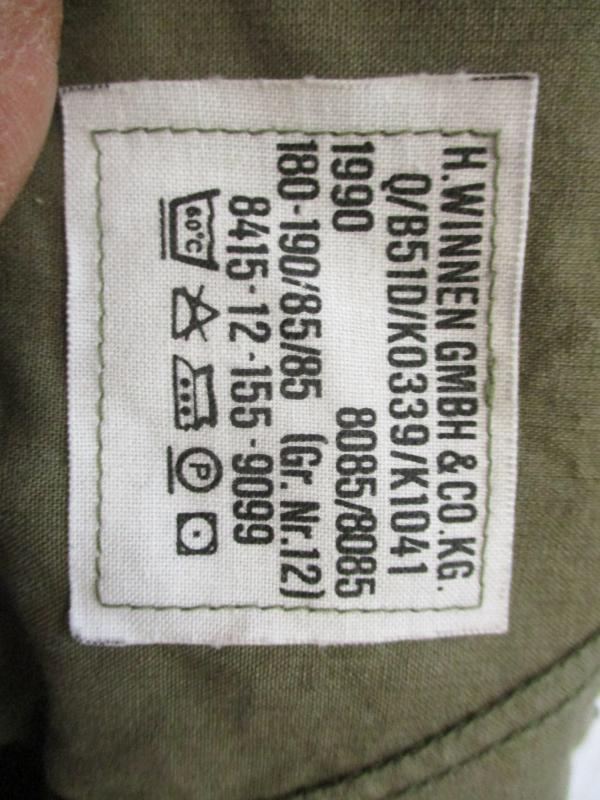 H.WINNEN GMBH & CO.KG.
Q/B51D/K0339/K1041
1990 8085/8085
180-190/85/85 (Gr. Nr.12)
8415-12-155-9099
60°C P